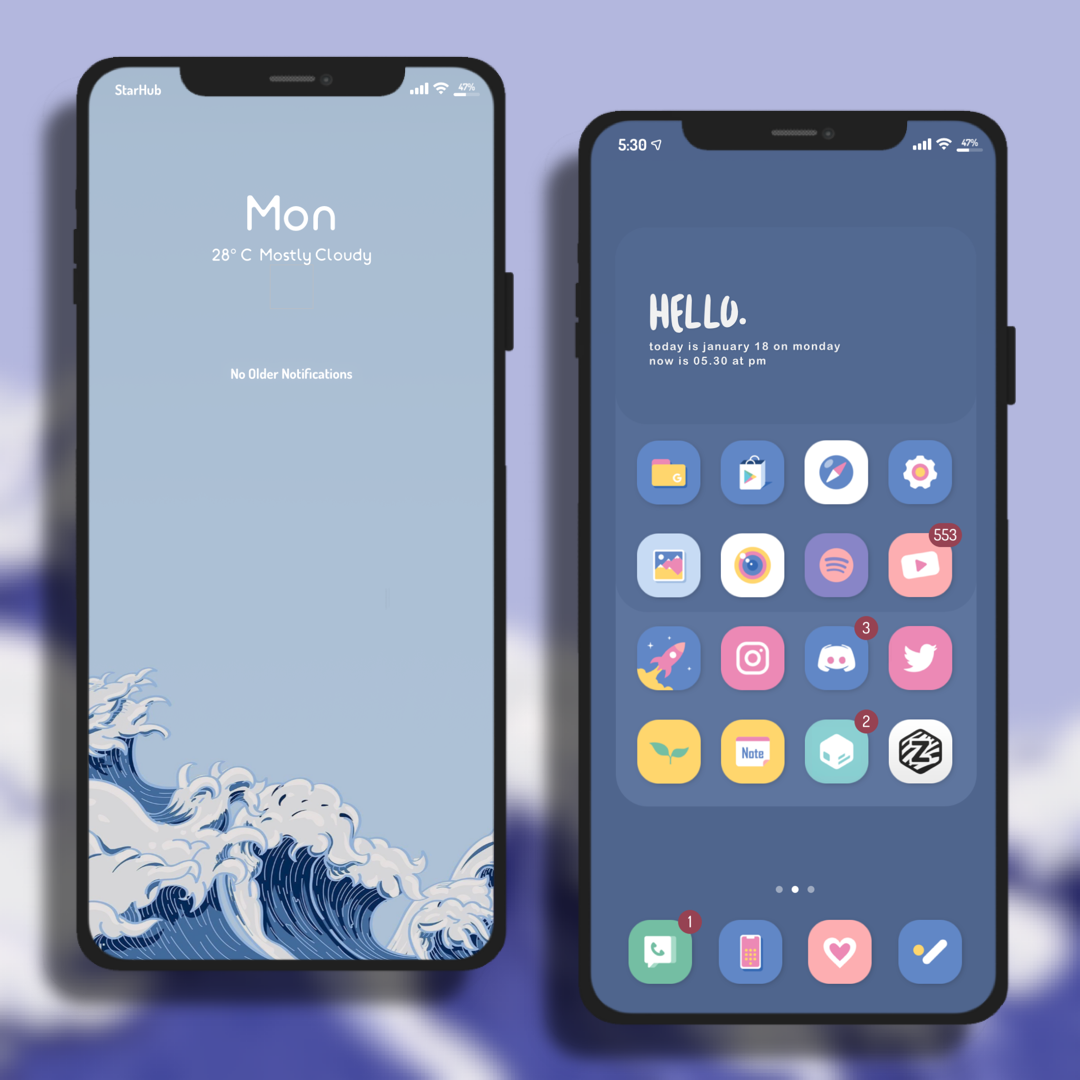 StarHub
47%
Mon
28° C Mostly Cloudy
No Older Notifications
5:30
47%
HELLO.
today is january 18 on monday
now is 05.30 at pm
G
553
3
Note
2
Z
1